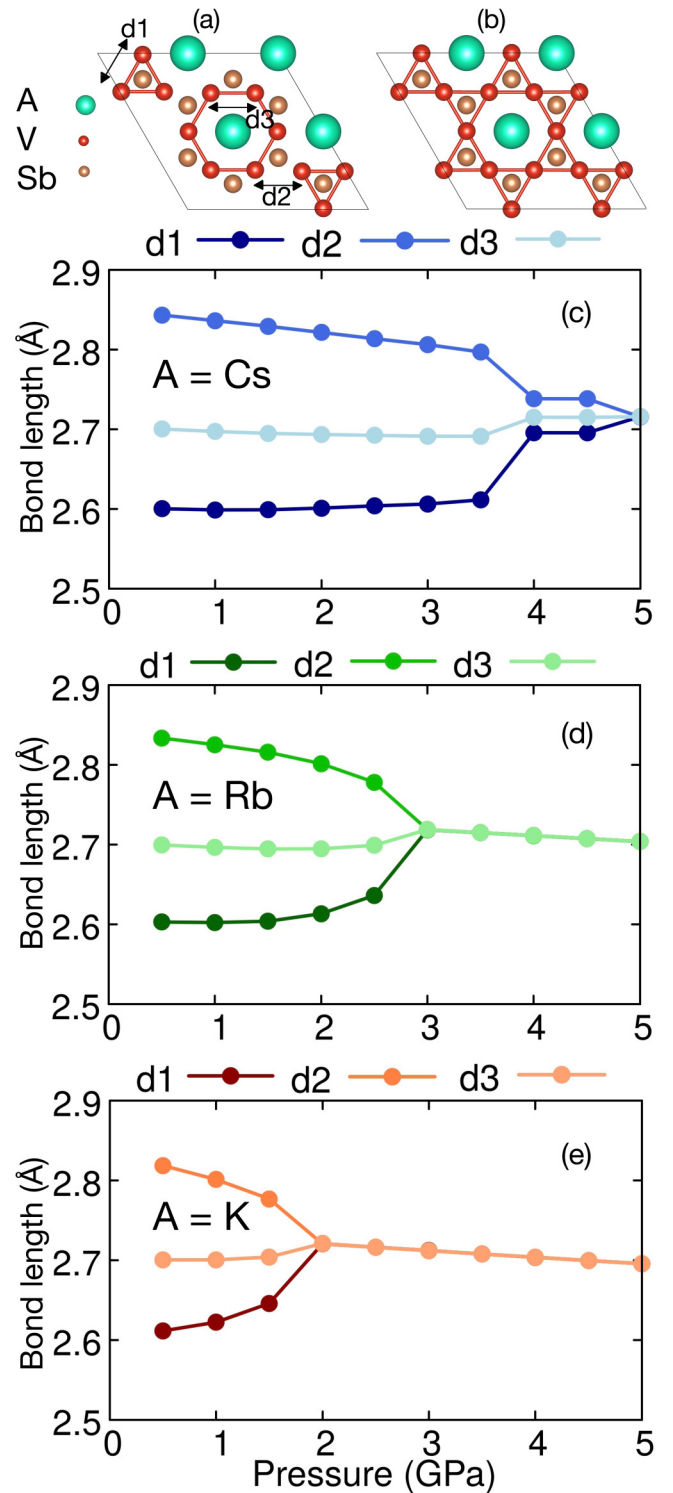 (a) (b)
d1
A
V
Sb
d3
d2
d1 d2 d3
2.9
2.8
2.7
2.6
2.5
Bond length (Å)
(c)
A = Cs
0 1 2 3 4 5
d1 d2 d3
2.9
2.8
2.7
2.6
2.5
Bond length (Å)
(d)
A = Rb
0 1 2 3 4 5
d1 d2 d3
2.9
2.8
2.7
2.6
2.5
Bond length (Å)
(e)
A = K
0 1 2 3 4 5
Pressure (GPa)